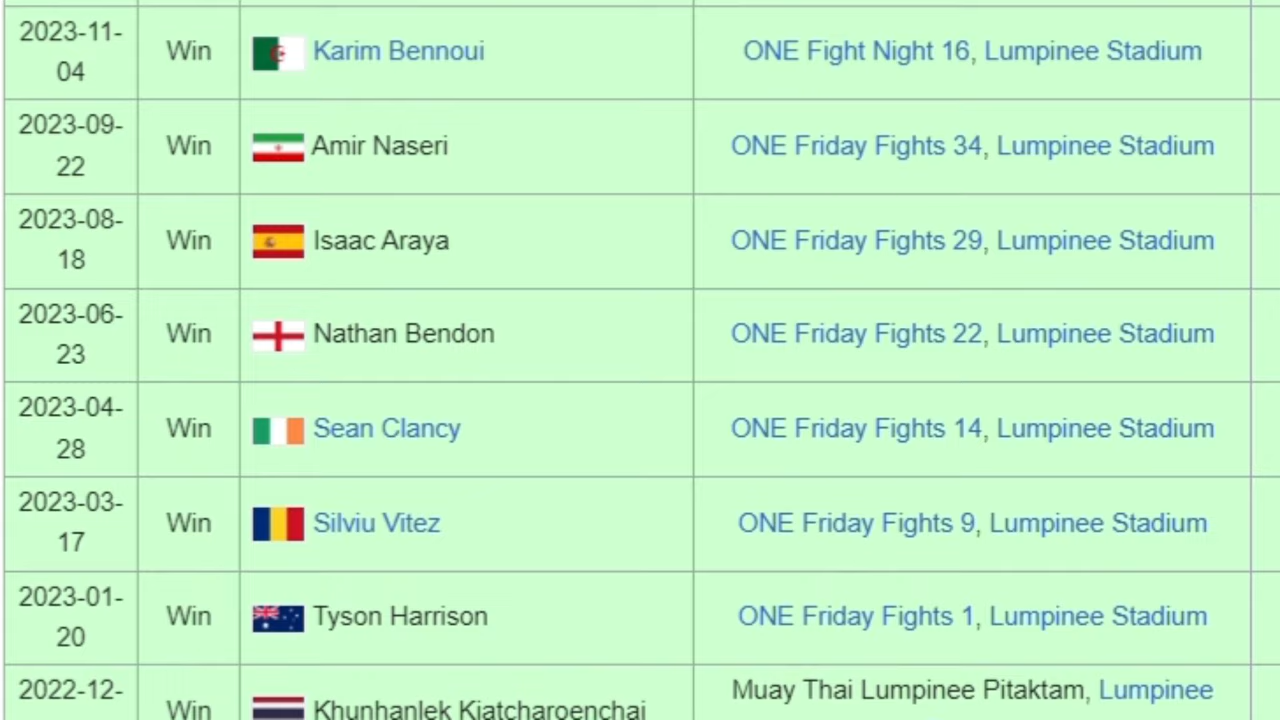 2023-11-
04
Win
Karim Bennoui
ONE Fight Night 16, Lumpinee Stadium
2023-09-
22
Win
Amir Naseri
ONE Friday Fights 34, Lumpinee Stadium
2023-08-
18
Win
Isaac Araya
ONE Friday Fights 29, Lumpinee Stadium
2023-06-
23
Win
Nathan Bendon
ONE Friday Fights 22, Lumpinee Stadium
2023-04-
28
Win
Sean Clancy
ONE Friday Fights 14, Lumpinee Stadium
2023-03-
17
Win
Silviu Vitez
ONE Friday Fights 9, Lumpinee Stadium
2023-01-
20
Win
Tyson Harrison
ONE Friday Fights 1, Lumpinee Stadium
2022-12-
Win
Khunhanlek Kiatcharoenchai
Muay Thai Lumpinee Pitaktam, Lumpinee